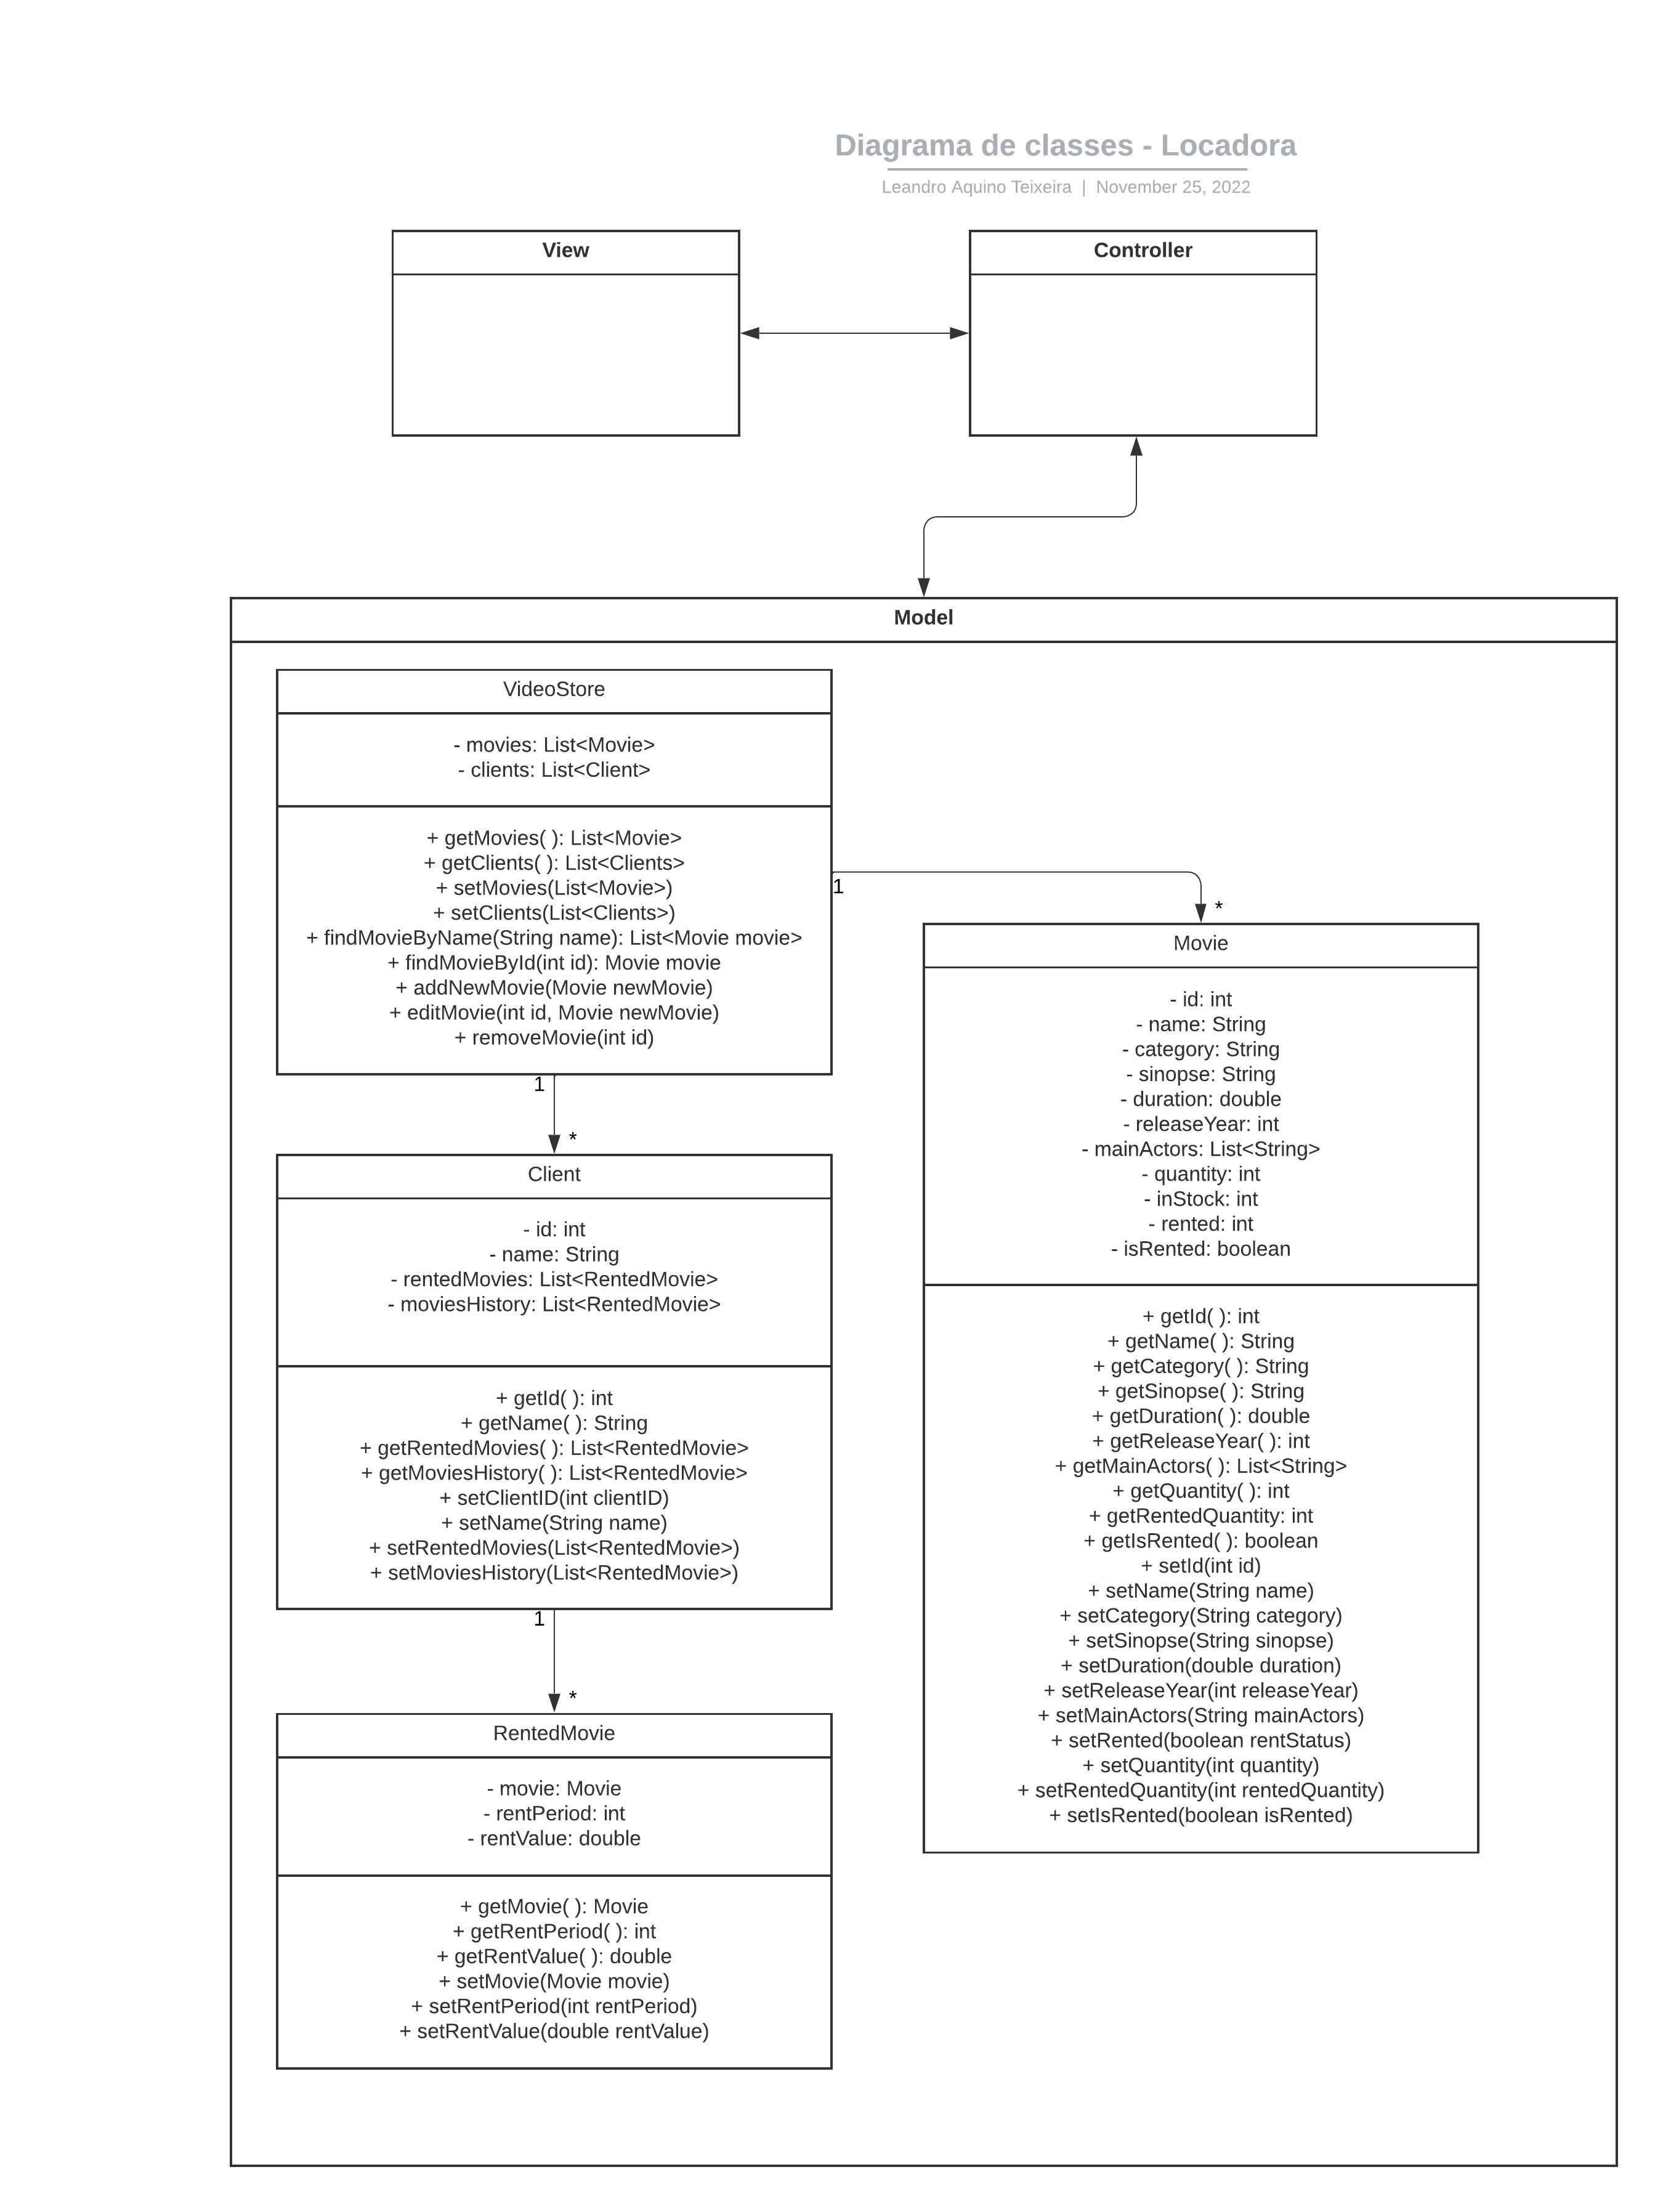 Diagrama de classes - Locadora
Leandro Aquino Teixeira | November 25, 2022
View
Controller
Model
VideoStore
- movies: List<Movie>
- clients: List<Client>
+ getMovies( ): List<Movie>
+ getClients( ): List<Clients>
+ setMovies(List<Movie>)
+ setClients(List<Clients>)
+ findMovieByName(String name): List<Movie movie>
+ findMovieById(int id): Movie movie
+ addNewMovie(Movie newMovie)
+ editMovie(int id, Movie newMovie)
+ removeMovie(int id)
1
*
1
*
Client
- id: int
- name: String
- rentedMovies: List<RentedMovie>
- moviesHistory: List<RentedMovie>
+ getId( ): int
+ getName( ): String
+ getRentedMovies( ): List<RentedMovie>
+ getMoviesHistory( ): List<RentedMovie>
+ setClientID(int clientID)
+ setName(String name)
+ setRentedMovies(List<RentedMovie>)
+ setMoviesHistory(List<RentedMovie>)
1
*
RentedMovie
- movie: Movie
- rentPeriod: int
- rentValue: double
+ getMovie( ): Movie
+ getRentPeriod( ): int
+ getRentValue( ): double
+ setMovie(Movie movie)
+ setRentPeriod(int rentPeriod)
+ setRentValue(double rentValue)
Movie
- id: int
- name: String
- category: String
- sinopse: String
- duration: double
- releaseYear: int
- mainActors: List<String>
- quantity: int
- inStock: int
- rented: int
- isRented: boolean
+ getId( ): int
+ getName( ): String
+ getCategory( ): String
+ getSinopse( ): String
+ getDuration( ): double
+ getReleaseYear( ): int
+ getMainActors( ): List<String>
+ getQuantity( ): int
+ getRentedQuantity: int
+ getIsRented( ): boolean
+ setId(int id)
+ setName(String name)
+ setCategory(String category)
+ setSinopse(String sinopse)
+ setDuration(double duration)
+ setReleaseYear(int releaseYear)
+ setMainActors(String mainActors)
+ setRented(boolean rentStatus)
+ setQuantity(int quantity)
+ setRentedQuantity(int rentedQuantity)
+ setIsRented(boolean isRented)